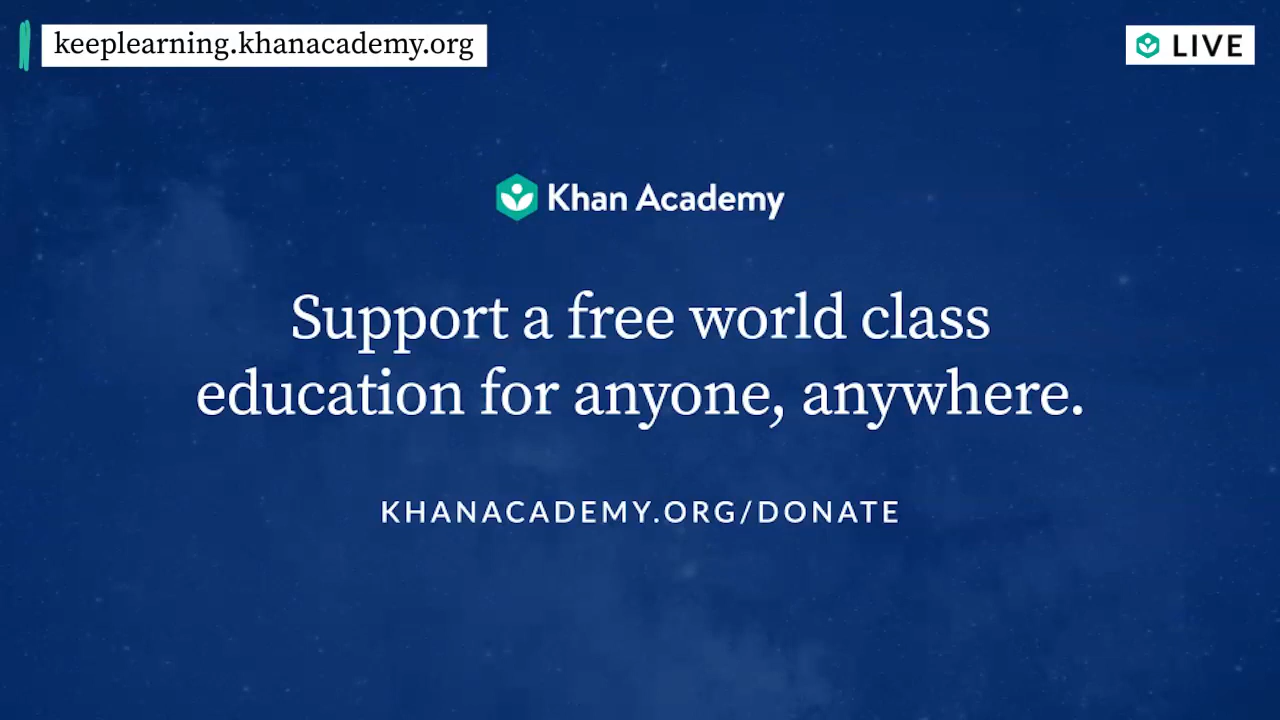 keeplearning.khanacademy.org
LIVE
Khan Academy
Support a free world class
education for anyone, anywhere.
KHANACADEMY.ORG/DONATE